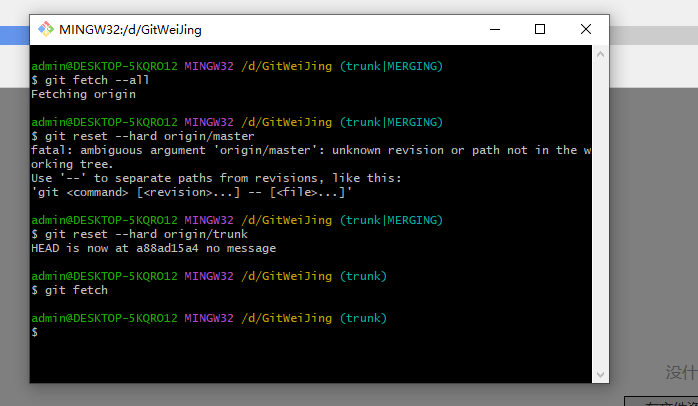 MINGW32:/d/GitWeiJing
admin@DESKTOP-5KQRO12 MINGW32 /d/GitWeiJing (trunk|MERGING)
$ git fetch --all
Fetching origin
admin@DESKTOP-5KQRO12 MINGW32 /d/GitWeiJing (trunk|MERGING)
$ git reset --hard origin/master
fatal: ambiguous argument 'origin/master': unknown revision or path not in the w
orking tree.
Use '--' to separate paths from revisions, like this:
'git <command> [<revision>...] -- [<file>...]'
admin@DESKTOP-5KQRO12 MINGW32 /d/GitWeiJing (trunk|MERGING)
$ git reset --hard origin/trunk
HEAD is now at a88ad15a4 no message
admin@DESKTOP-5KQRO12 MINGW32 /d/GitWeiJing (trunk)
$ git fetch
admin@DESKTOP-5KQRO12 MINGW32 /d/GitWeiJing (trunk)
$
没什